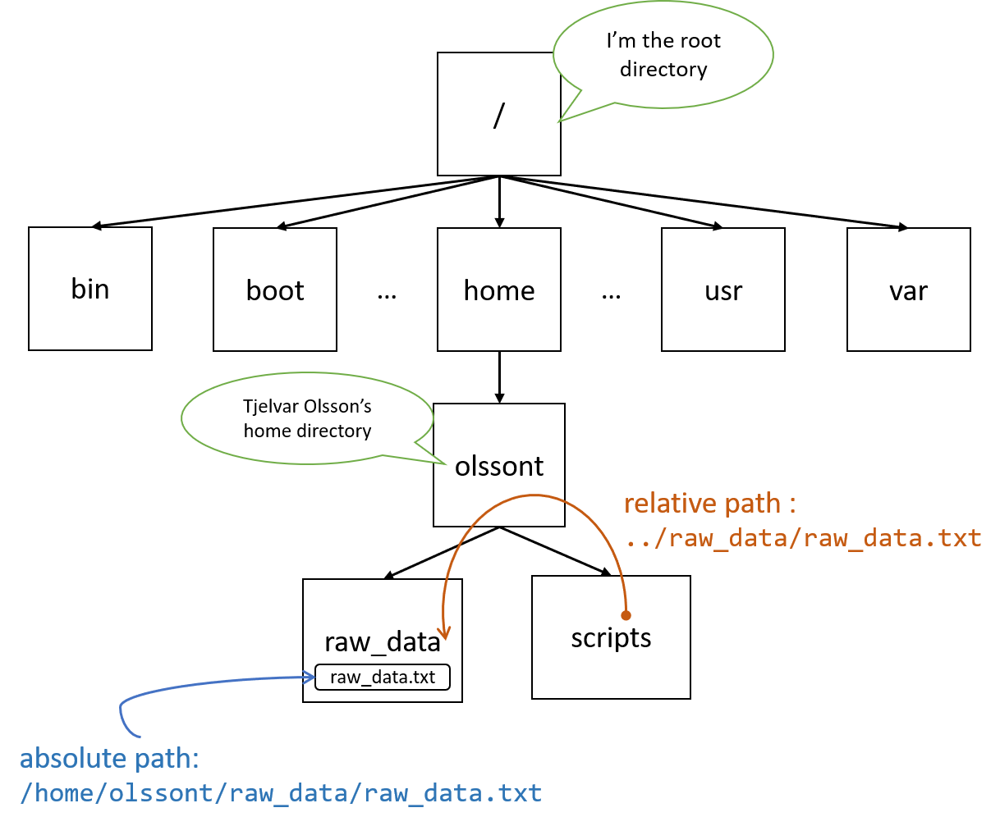 I’m the root
directory
/
bin
boot
...
home
...
usr
var
Tjelvar Olsson’s
home directory
olssont
relative path :
../raw_data/raw_data.txt
raw_data
raw_data.txt
scripts
absolute path:
/home/olssont/raw_data/raw_data.txt